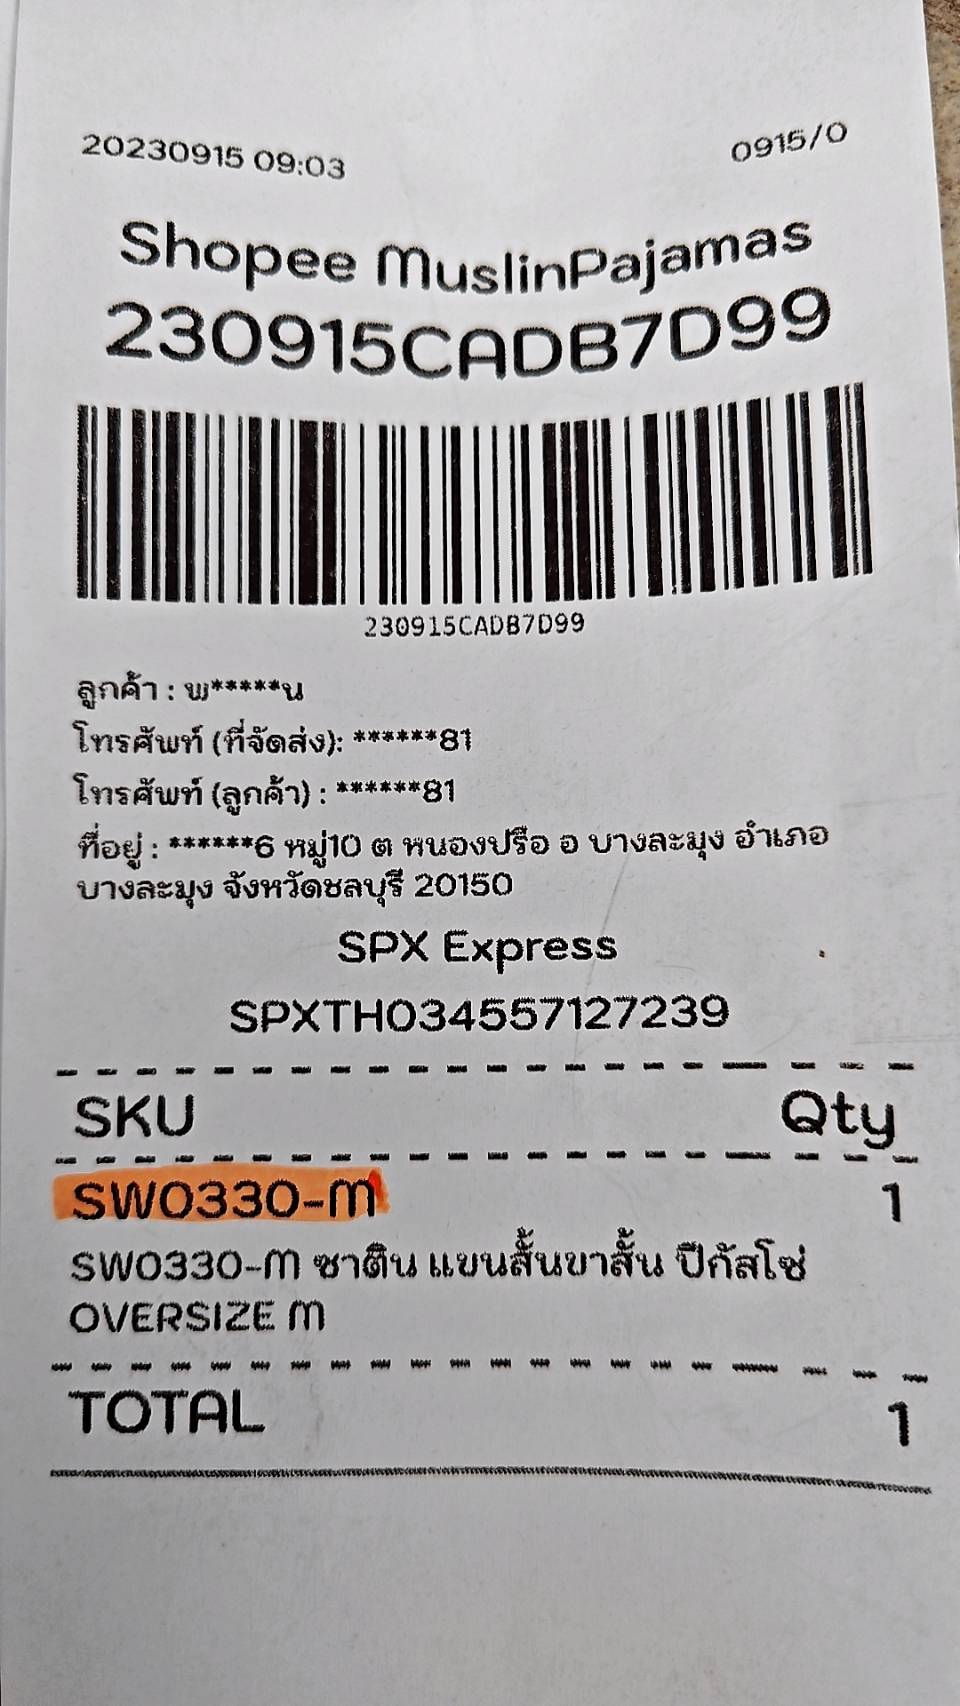 20230915 09:03
0915/0
Shopee MuslinPajamas
230915CADB7D99
230915CADB7D99
ลูกค้า : พ*****น
โทรศัพท์ (ที่จัดส่ง): ******81
โทรศัพท์ (ลูกค้า) : ******81
ที่อยู่ : ******6 หมู่10 ต หนองปรือ อ บางละมุง อำเภอ
บางละมุง จังหวัดชลบุรี 20150
SPX Express
SPXTH034557127239
SKU Qty
SW0330-M 1
SW0330-M ซาติน แขนสั้นขาสั้น ปีกัสโซ่
OVERSIZE M
TOTAL 1